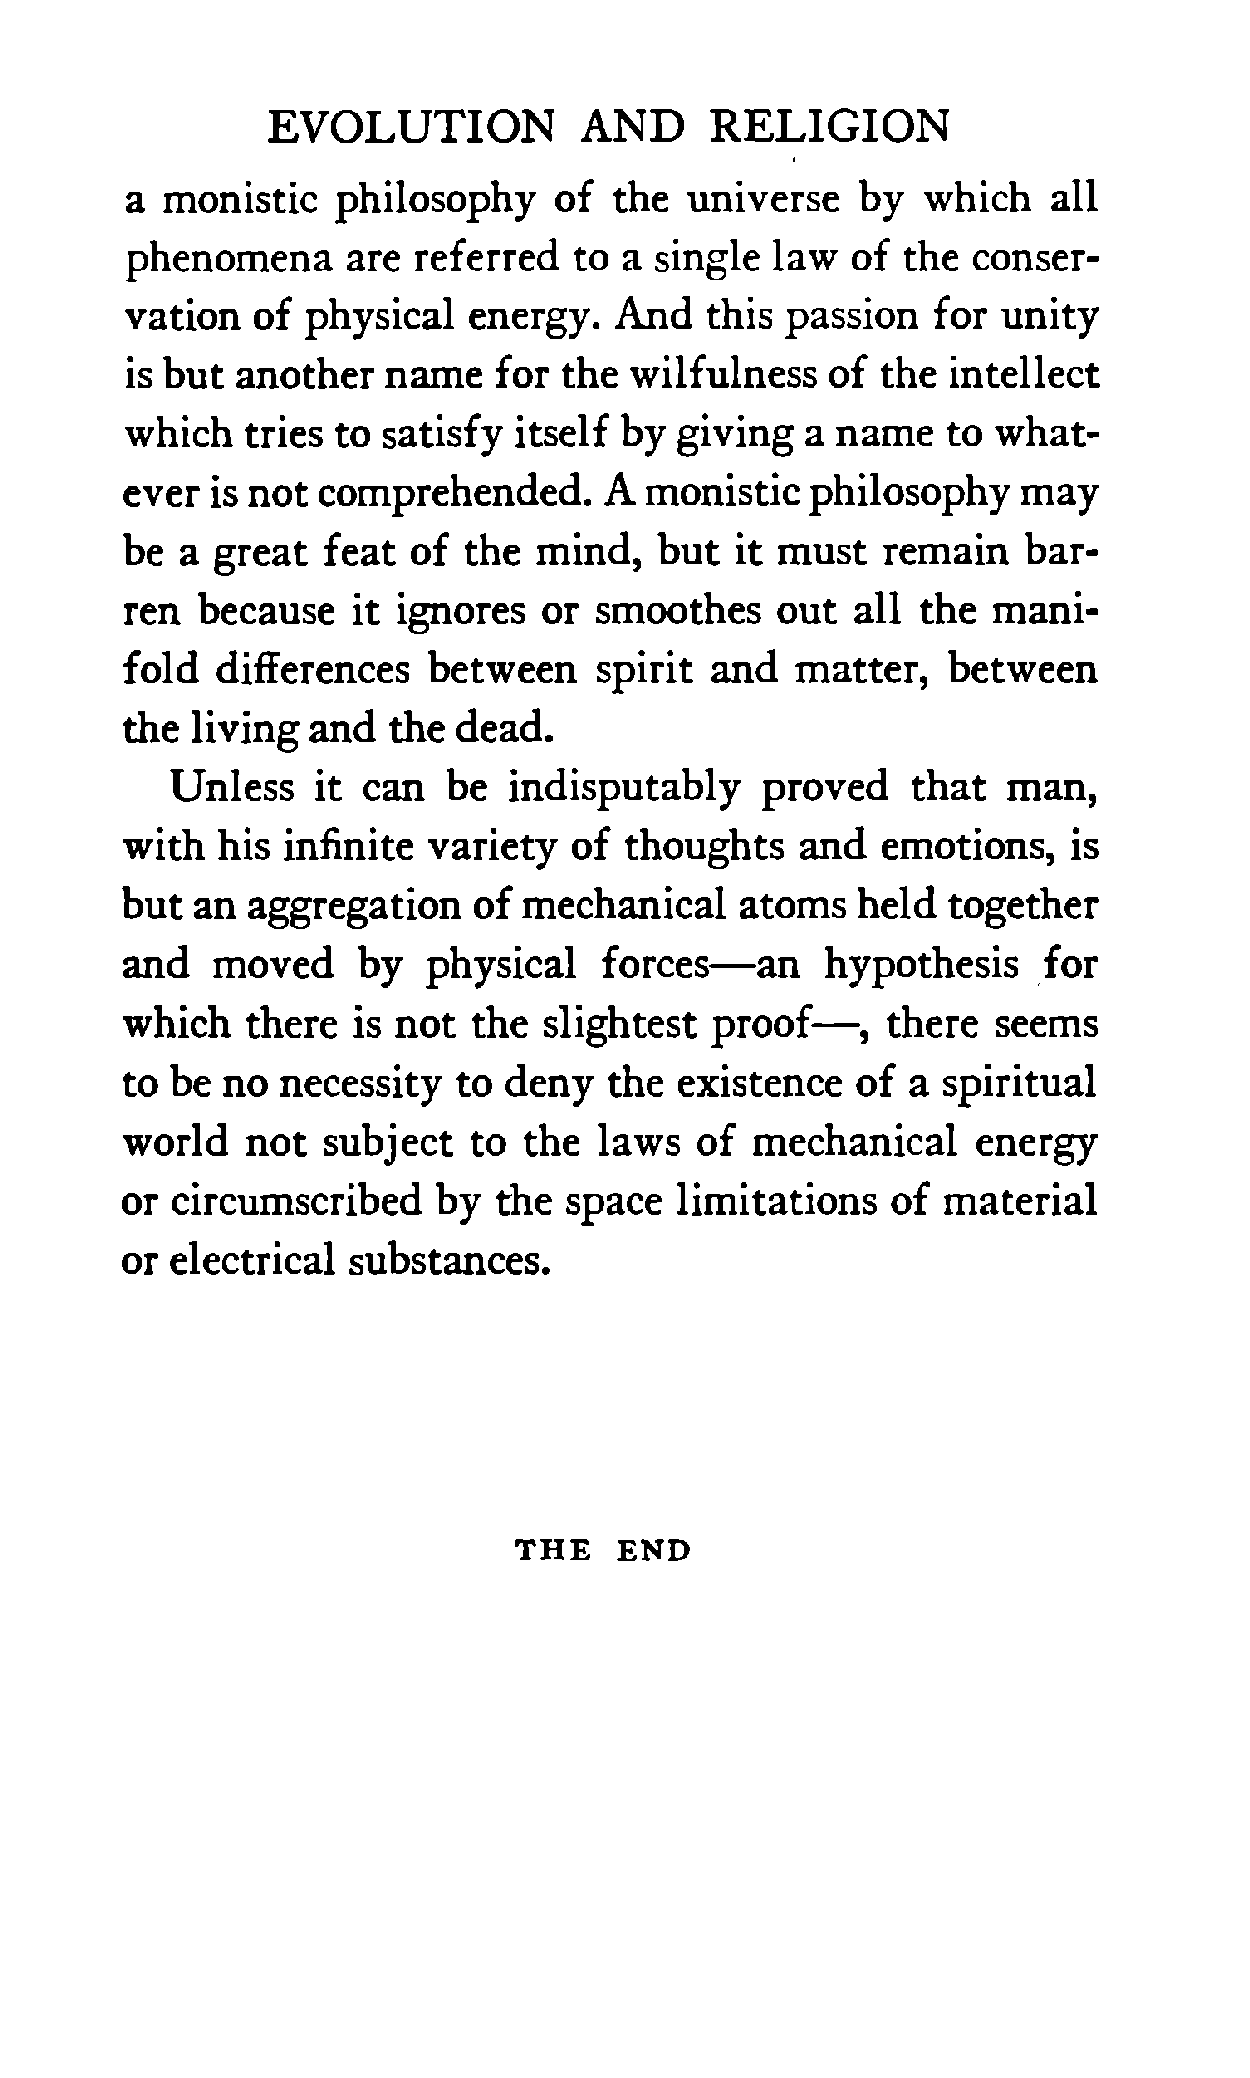 EVOLUTION AND RELIGION
a monistic philosophy of the universe by which all
phenomena are referred to a single law of the conser-
vation of physical energy. And this passion for unity
is but another name for the wilfulness of the intellect
which tries to satisfy itself by giving a name to what-
ever is not comprehended. A monistic philosophy may
be a great feat of the mind, but it must remain bar-
ren because it ignores or smoothes out all the mani-
fold differences between spirit and matter, between
the living and the dead.
Unless it can be indisputably proved that man,
with his infinite variety of thoughts and emotions, is
but an aggregation of mechanical atoms held together
and moved by physical forces—an hypothesis for
which there is not the slightest proof—, there seems
to be no necessity to deny the existence of a spiritual
world not subject to the laws of mechanical energy
or circumscribed by the space limitations of material
or electrical substances.
THE END